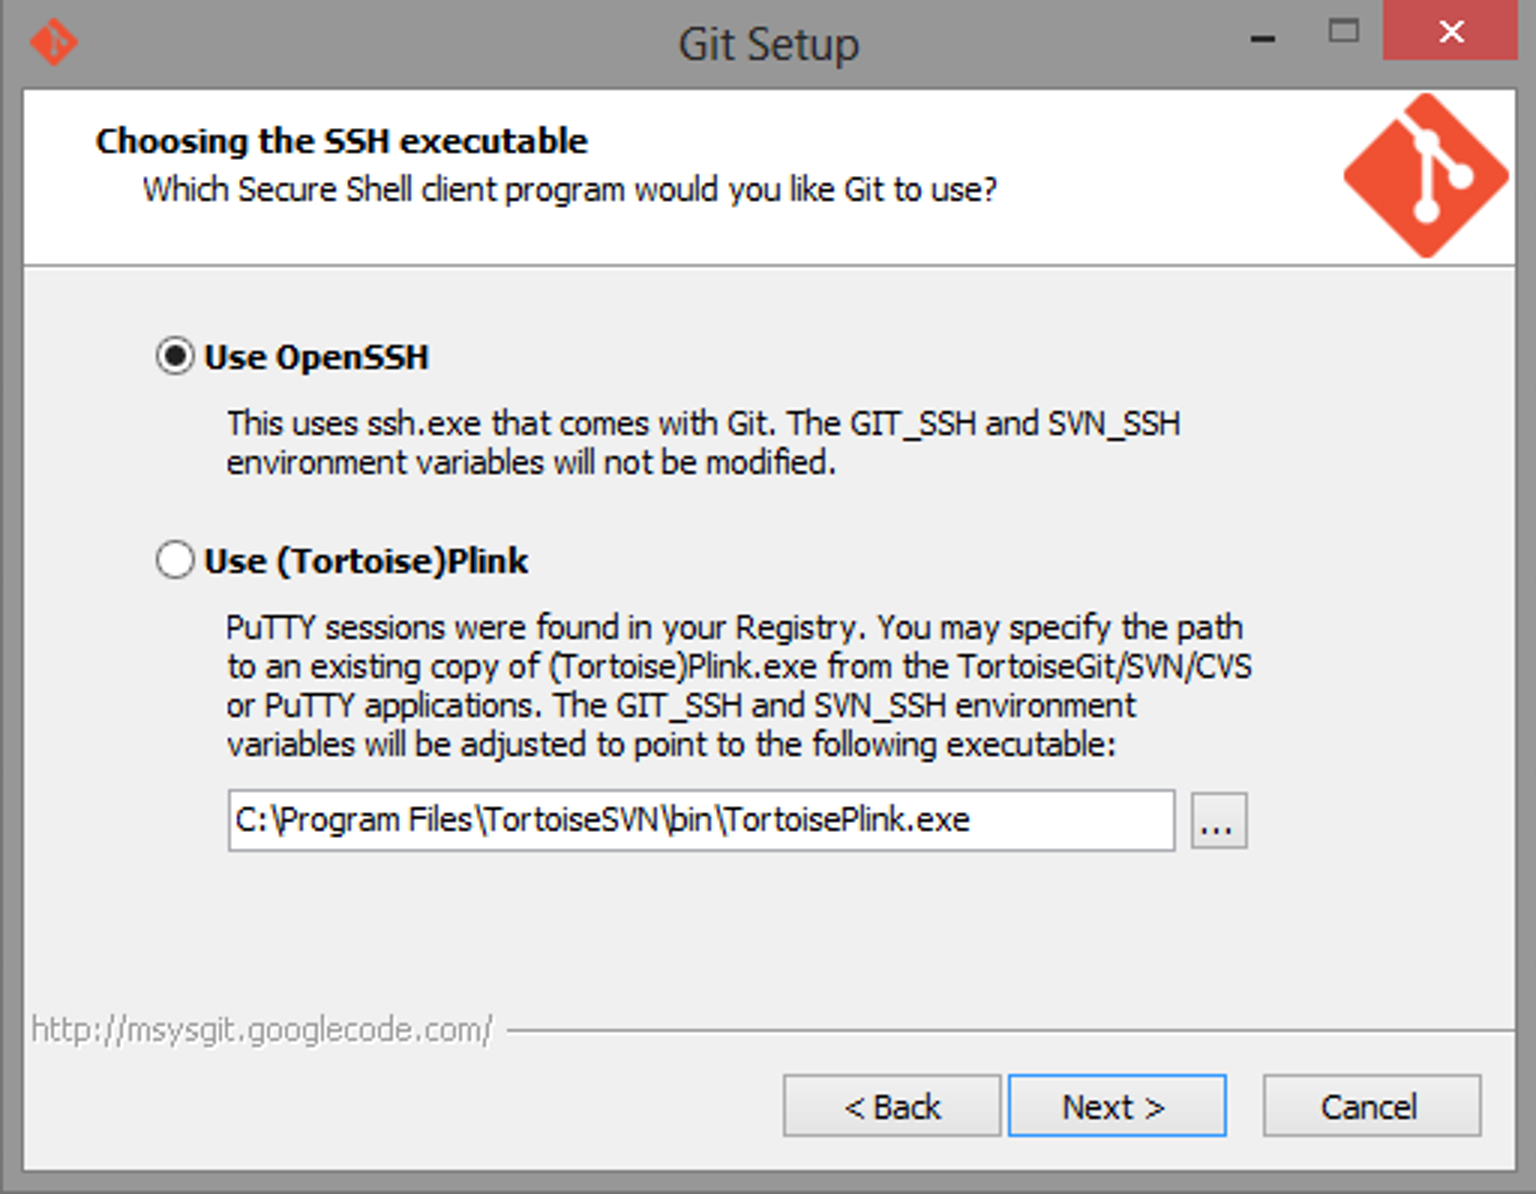 Git Setup
Choosing the SSH executable
Which Secure Shell client program would you like Git to use?
Use OpenSSH
This uses ssh.exe that comes with Git. The GIT_SSH and SVN_SSH
environment variables will not be modified.
Use (Tortoise)Plink
PuTTY sessions were found in your Registry. You may specify the path
to an existing copy of (Tortoise)Plink.exe from the TortoiseGit/SVN/CVS
or PuTTY applications. The GIT_SSH and SVN_SSH environment
variables will be adjusted to point to the following executable:
C:\Program Files\TortoiseSVN\bin\TortoisePlink.exe ...
http://msysgit.googlecode.com/
< Back Next > Cancel